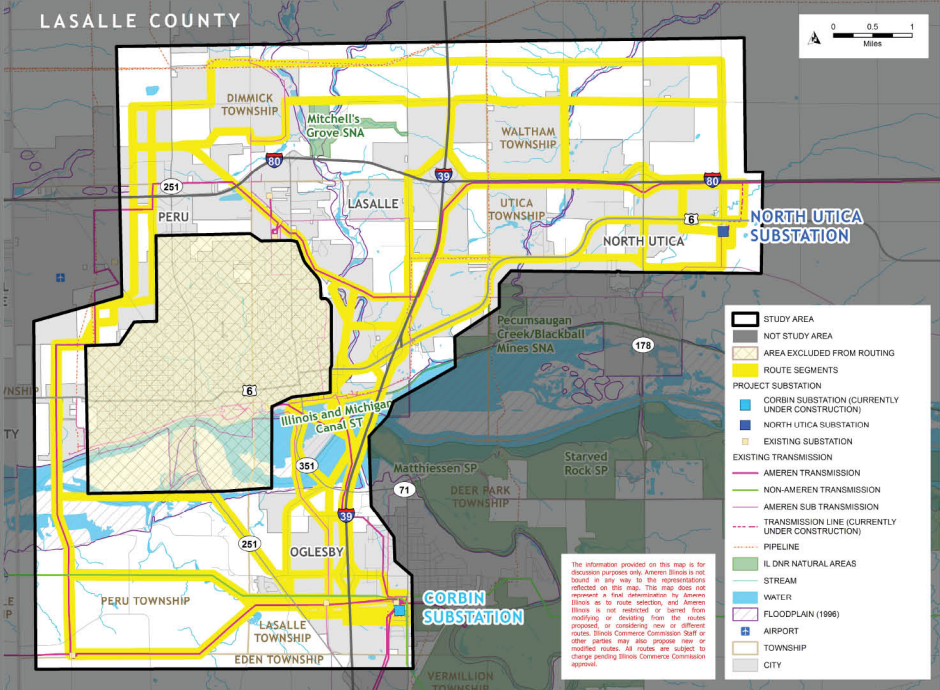 LASALLE COUNTY
0 0.5 1
Miles
DIMMICK
TOWNSHIP
Mitchell's
Grove SNA
WALTHAM
TOWNSHIP
80
39
80
251
PERU
LASALLE
UTICA
TOWNSHIP
6
NORTH UTICA
NORTH UTICA
SUBSTATION
Pecumsaugan
Creek/Blackball
Mines SNA
178
6
NSHIP
TY
Illinois and Michigan
Canal ST
351
Matthiessen SP
Starved
Rock SP
71
DEER PARK
TOWNSHIP
39
251
OGLESBY
PERU TOWNSHIP
CORBIN
SUBSTATION
LASALLE
TOWNSHIP
EDEN TOWNSHIP
VERMILLION
TOWNSHIP
STUDY AREA
NOT STUDY AREA
AREA EXCLUDED FROM ROUTING
ROUTE SEGMENTS
PROJECT SUBSTATION
CORBIN SUBSTATION (CURRENTLY
UNDER CONSTRUCTION)
NORTH UTICA SUBSTATION
EXISTING SUBSTATION
EXISTING TRANSMISSION
AMEREN TRANSMISSION
NON-AMEREN TRANSMISSION
AMEREN SUB TRANSMISSION
TRANSMISSION LINE (CURRENTLY
UNDER CONSTRUCTION)
PIPELINE
IL DNR NATURAL AREAS
STREAM
WATER
FLOODPLAIN (1996)
AIRPORT
TOWNSHIP
CITY
The information provided on this map is for
discussion purposes only. Ameren Illinois is not
bound in any way to the representations
reflected on this map. This map does not
represent a final determination by Ameren
Illinois as to route selection, and Ameren
Illinois is not restricted or barred from
modifying or deviating from the routes
proposed, or considering new or different
routes. Illinois Commerce Commission Staff or
other parties may also propose new or
modified routes. All routes are subject to
change pending Illinois Commerce Commission
approval.